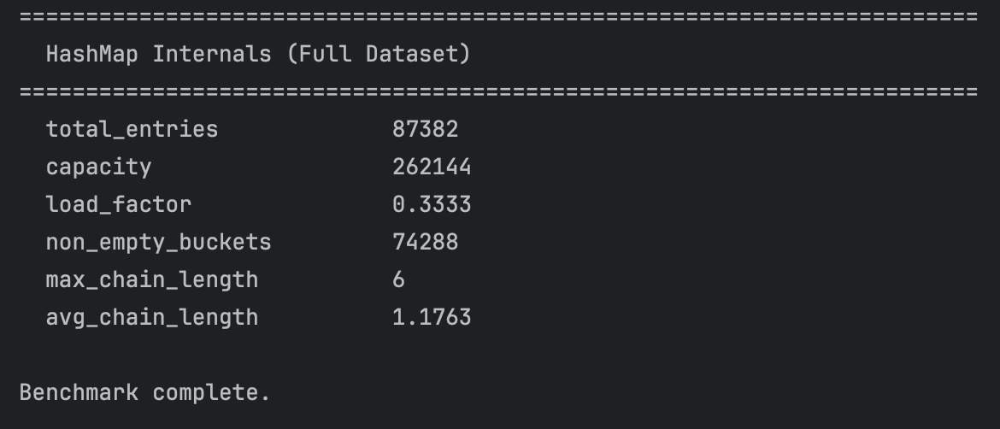 ========================================================================
HashMap Internals (Full Dataset)
========================================================================
total_entries 87382
capacity 262144
load_factor 0.3333
non_empty_buckets 74288
max_chain_length 6
avg_chain_length 1.1763
Benchmark complete.